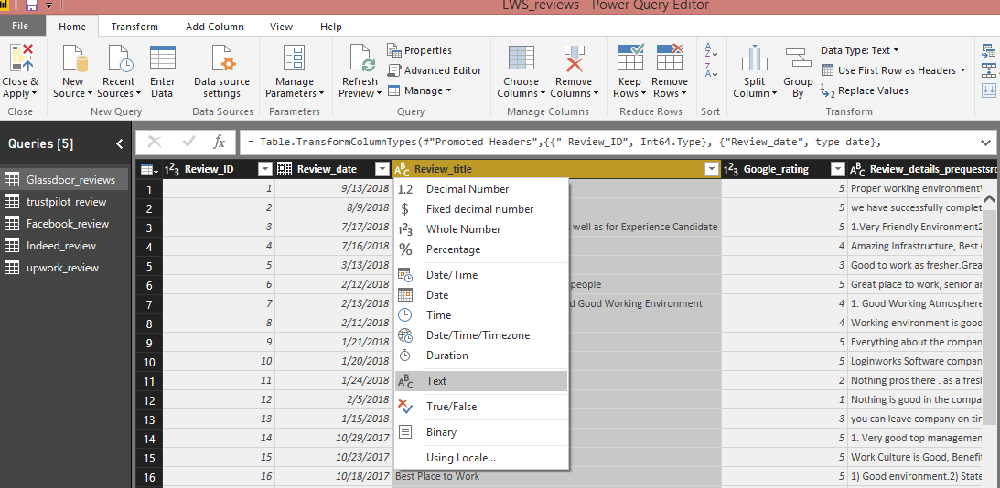 LWS_reviews - Power Query Editor
File Home Transform Add Column View Help
Close & Apply
New Source
Recent Sources
Enter Data
Data source settings
Manage Parameters
Refresh Preview
Properties
Advanced Editor
Manage
Choose Columns
Remove Columns
Keep Rows
Remove Rows
Split Column
Group By
Data Type: Text
Use First Row as Headers
Replace Values
Close New Query Data Sources Parameters Query Manage Columns Reduce Rows Sort Transform
Queries [5]
Glassdoor_reviews
trustpilot_review
Facebook_review
Indeed_review
upwork_review
fx = Table.TransformColumnTypes(#"Promoted Headers",{{" Review_ID", Int64.Type}, {"Review_date", type date},
1²3 Review_ID Review_date ABC Review_title 1²3 Google_rating ABC Review_details_prequestsro
1 1 9/13/2018 5 Proper working environment
2 2 8/9/2018 5 we have successfully complet
3 3 7/17/2018 well as for Experience Candidate 5 1.Very Friendly Environment2
4 4 7/16/2018 4 Amazing Infrastructure, Best
5 5 3/13/2018 3 Good to work as fresher.Grea
6 6 2/12/2018 people 5 Great place to work, senior ar
7 7 2/13/2018 d Good Working Environment 4 1. Good Working Atmosphere
8 8 2/11/2018 4 Working environment is good
9 9 1/21/2018 5 Everything about the compan
10 10 1/20/2018 5 Loginworks Software compan
11 11 1/24/2018 2 Nothing pros there . as a fresh
12 12 2/5/2018 1 Nothing is good in the compa
13 13 1/15/2018 3 you can leave company on tin
14 14 10/29/2017 5 1. Very good top managemen
15 15 10/23/2017 5 Work Culture is Good, Benefit
16 16 10/18/2017 Best Place to Work 5 1) Good environment.2) State
1.2 Decimal Number
$ Fixed decimal number
1²3 Whole Number
% Percentage
Date/Time
Date
Time
Date/Time/Timezone
Duration
ABC Text
True/False
Binary
Using Locale...